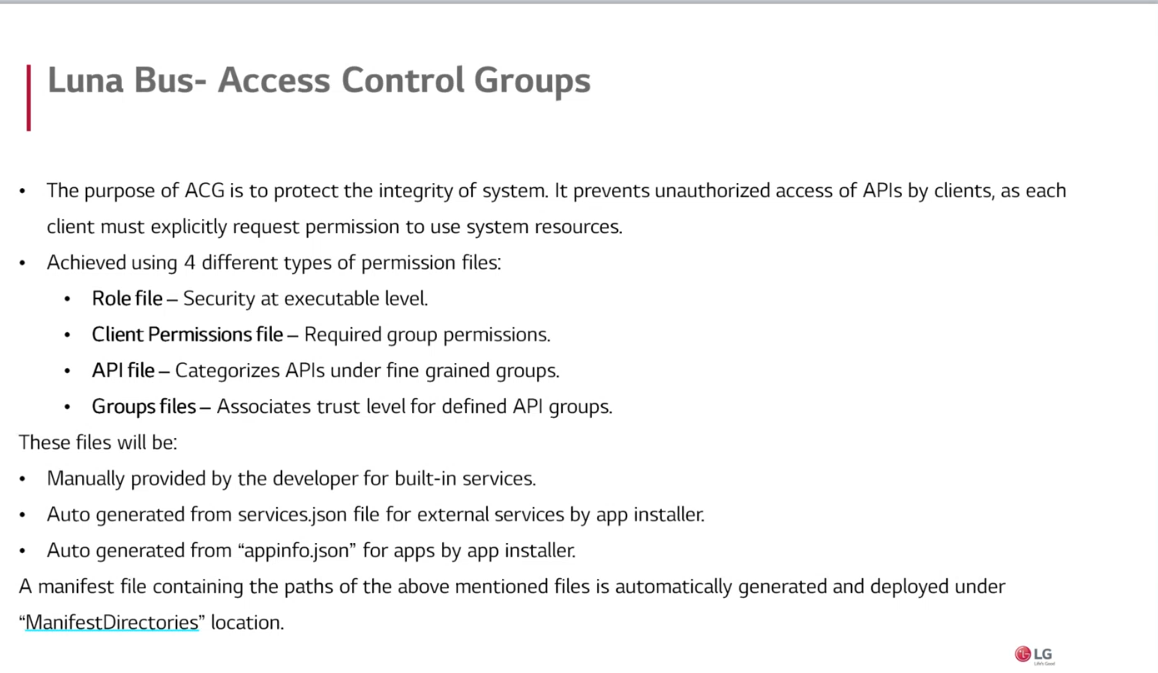 Luna Bus- Access Control Groups
• The purpose of ACG is to protect the integrity of system. It prevents unauthorized access of APIs by clients, as each
client must explicitly request permission to use system resources.
• Achieved using 4 different types of permission files:
• Role file – Security at executable level.
• Client Permissions file – Required group permissions.
• API file – Categorizes APIs under fine grained groups.
• Groups files – Associates trust level for defined API groups.
These files will be:
• Manually provided by the developer for built-in services.
• Auto generated from services.json file for external services by app installer.
• Auto generated from “appinfo.json” for apps by app installer.
A manifest file containing the paths of the above mentioned files is automatically generated and deployed under
“ManifestDirectories” location.
LG
Life's Good